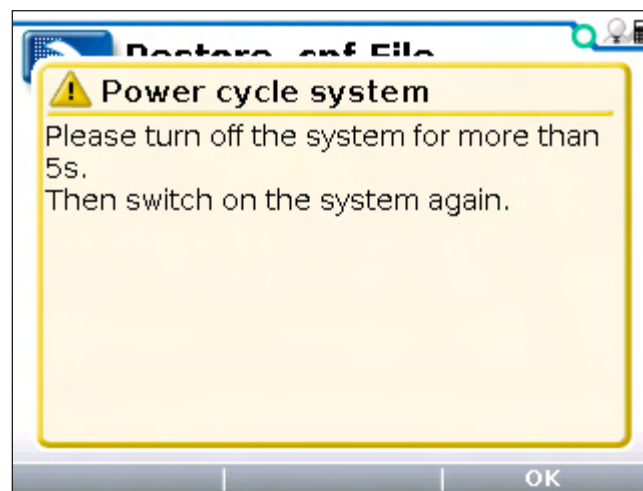 Power cycle system
Please turn off the system for more than
5s.
Then switch on the system again.
OK